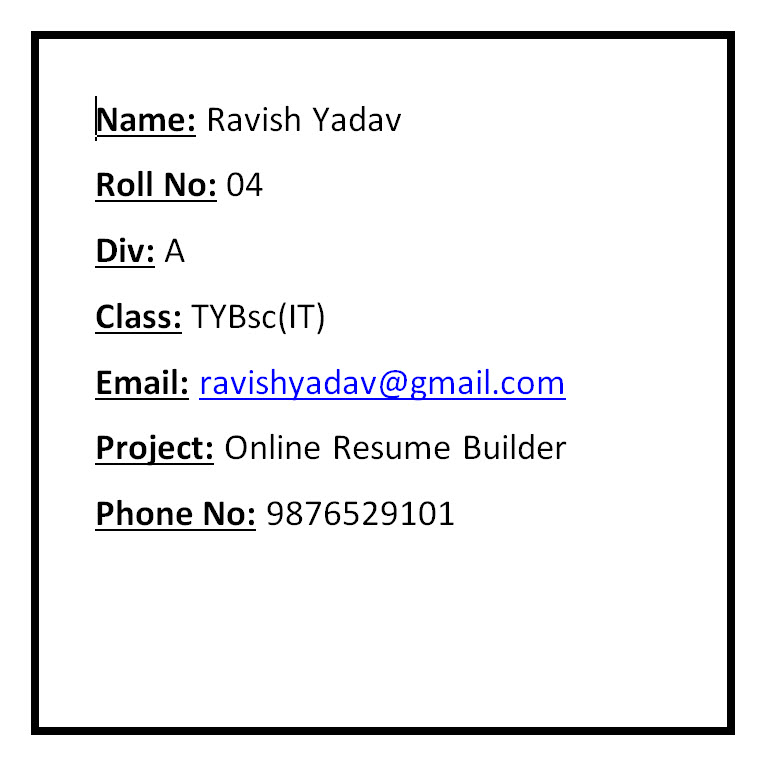 Name: Ravish Yadav
Roll No: 04
Div: A
Class: TYBsc(IT)
Email: ravishyadav@gmail.com
Project: Online Resume Builder
Phone No: 9876529101